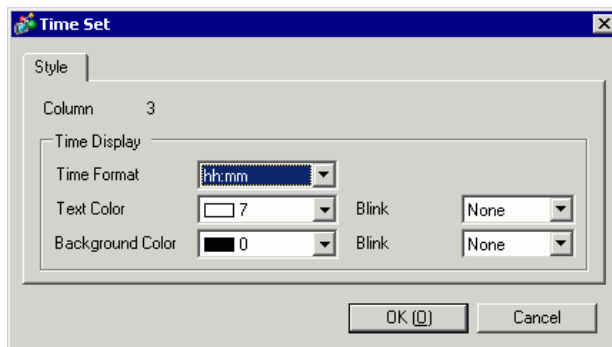 Time Set
Style
Column 3
Time Display
Time Format hh:mm
Text Color 7 Blink None
Background Color 0 Blink None
OK (O) Cancel